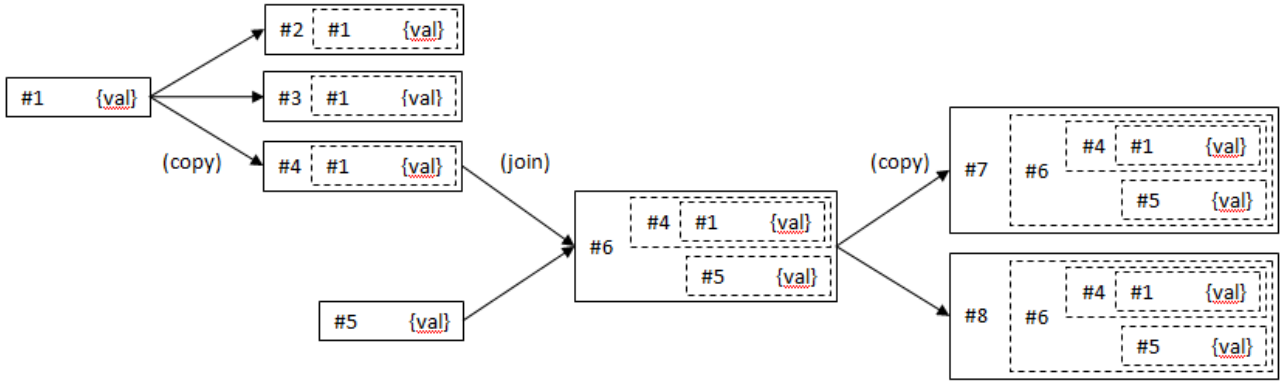 #1 {val}
#2 #1 {val}
#3 #1 {val}
#4 #1 {val}
(copy)
(join)
#5 {val}
#6 #4 #1 {val}
#5 {val}
(copy)
#7 #6 #4 #1 {val}
#5 {val}
#8 #6 #4 #1 {val}
#5 {val}